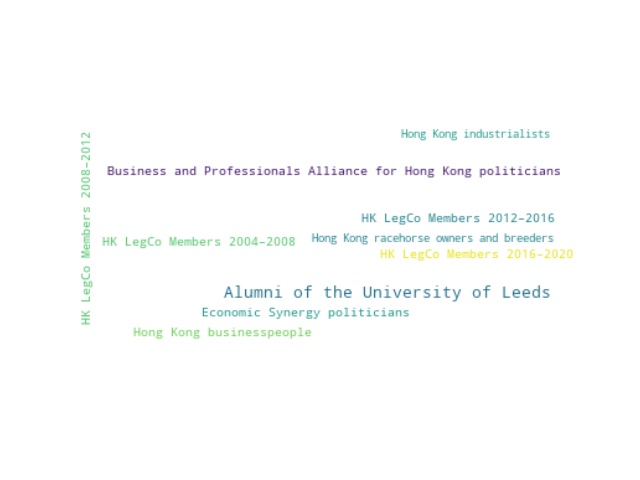 Hong Kong industrialists
HK LegCo Members 2008–2012
Business and Professionals Alliance for Hong Kong politicians
HK LegCo Members 2012–2016
Hong Kong racehorse owners and breeders
HK LegCo Members 2004–2008
HK LegCo Members 2016–2020
Alumni of the University of Leeds
Economic Synergy politicians
Hong Kong businesspeople